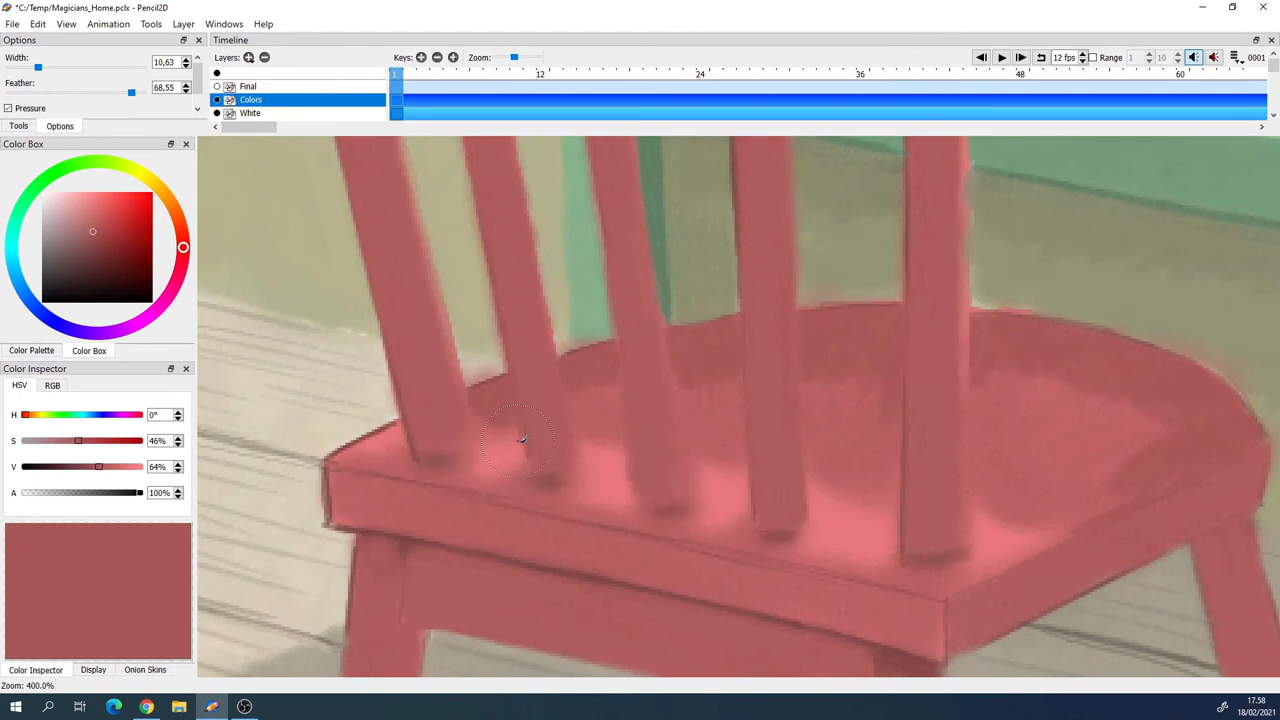 *C:/Temp/Magicians_Home.pclx - Pencil2D
File Edit View Animation Tools Layer Windows Help
Options
Width: 10,63
Feather: 68,55
Pressure
Tools Options
Timeline
Layers: Keys: Zoom: 12 fps Range 1 10 0001
1 12 24 36 48 60
Final
Colors
White
Color Box
Color Palette Color Box
Color Inspector
HSV RGB
H 0°
S 46%
V 64%
A 100%
Color Inspector Display Onion Skins
Zoom: 400.0%
17.58
18/02/2021